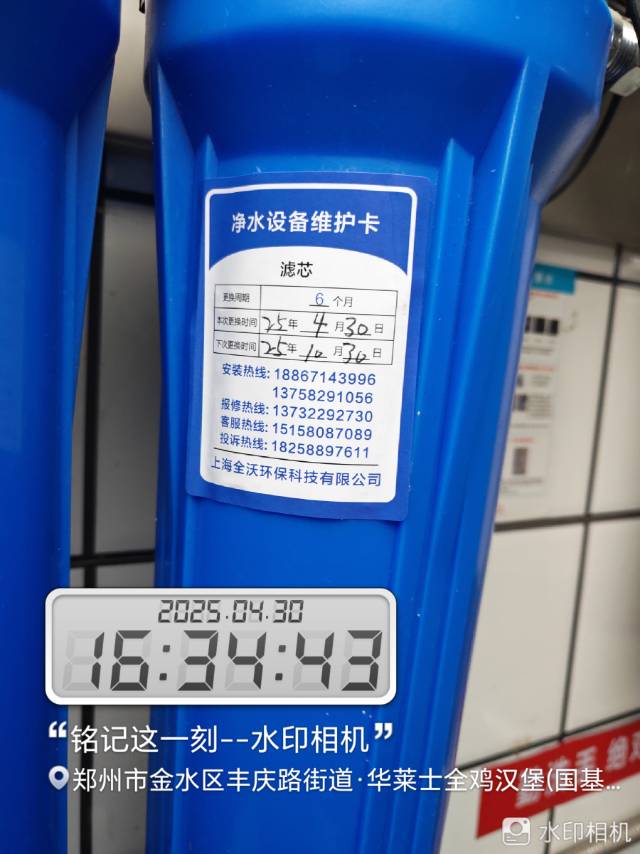 净水设备维护卡
滤芯
更换周期 6 个月
本次更换时间 25年 4月30日
下次更换时间 25年 10月30日
安装热线: 18867143996
13758291056
报修热线: 13732292730
客服热线: 15158087089
投诉热线: 18258897611
上海全沃环保科技有限公司
2025.04.30
16:34:43
“铭记这一刻--水印相机”
郑州市金水区丰庆路街道·华莱士全鸡汉堡(国基...
水印相机